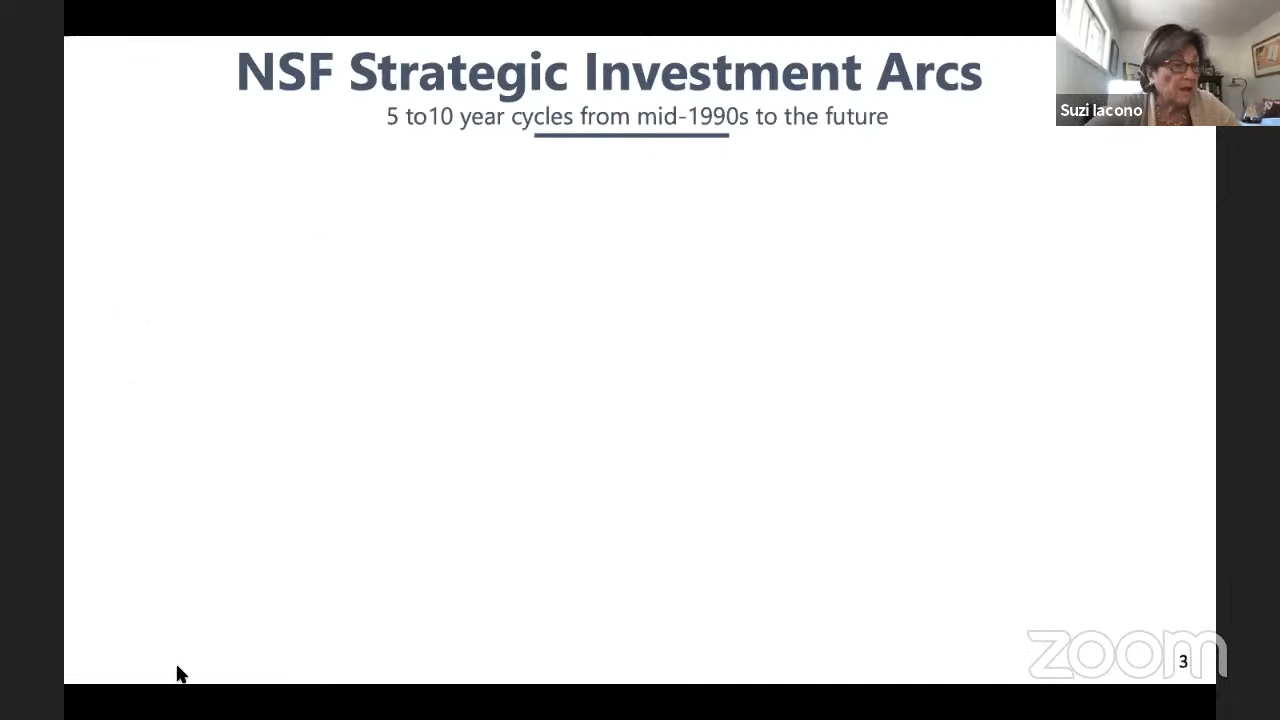 NSF Strategic Investment Arcs
5 to10 year cycles from mid-1990s to the future
Suzi Iacono
zoom
3